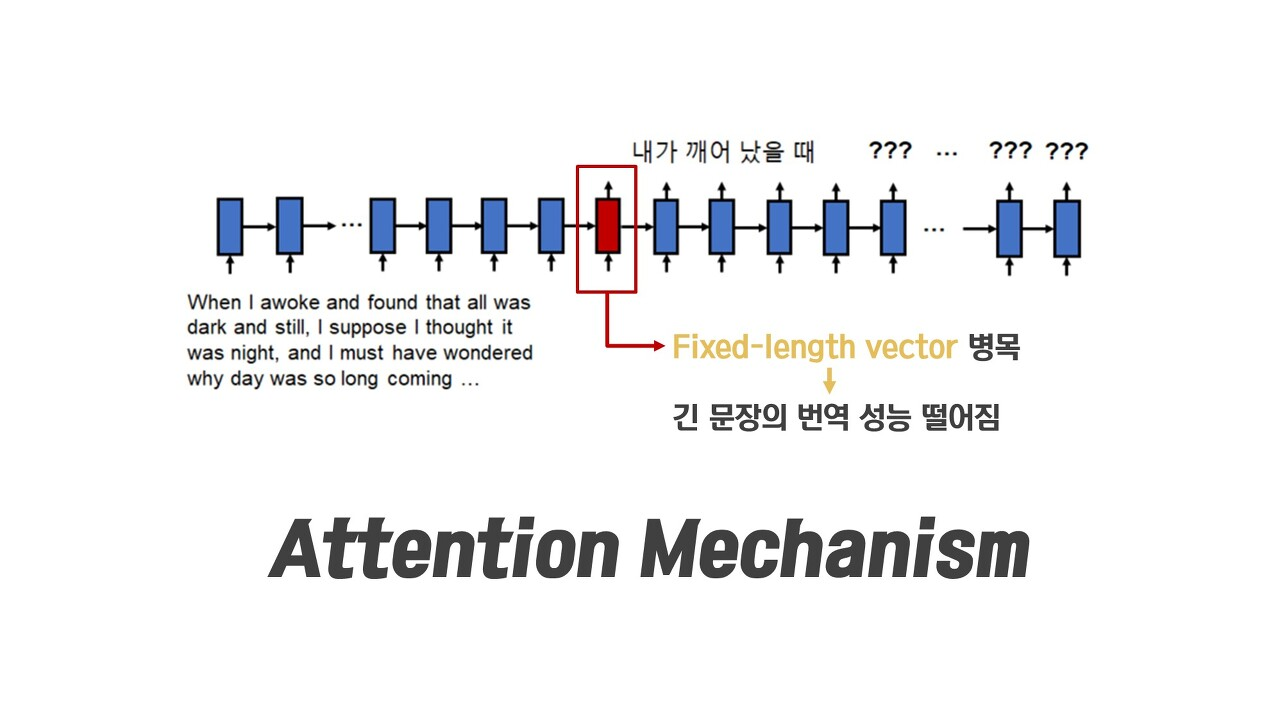 내가 깨어 났을 때 ??? ... ??? ???
...
...
When I awoke and found that all was
dark and still, I suppose I thought it
was night, and I must have wondered
why day was so long coming ...
Fixed-length vector 병목
긴 문장의 번역 성능 떨어짐
Attention Mechanism